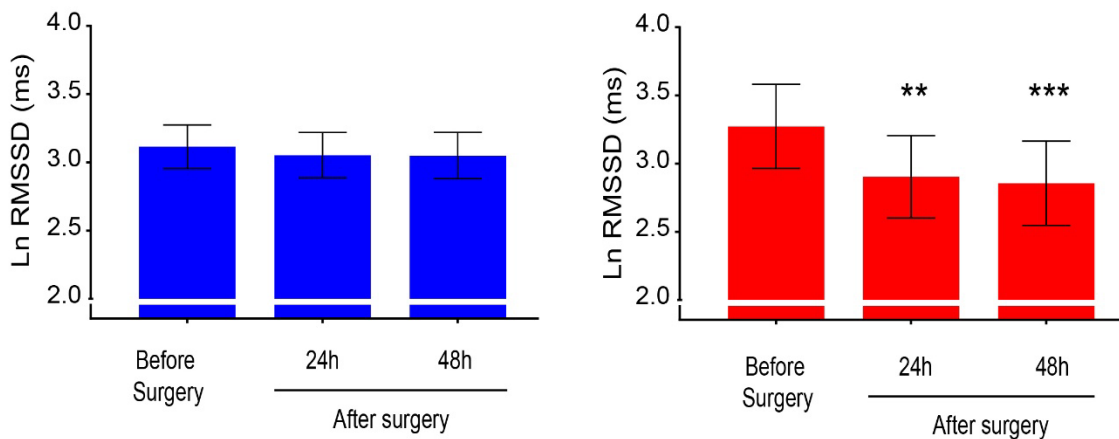 4.0
3.5
3.0
2.5
2.0
Ln RMSSD (ms)
Before
Surgery
24h
48h
After surgery
4.0
3.5
3.0
2.5
2.0
Ln RMSSD (ms)
**
***
Before
Surgery
24h
48h
After surgery